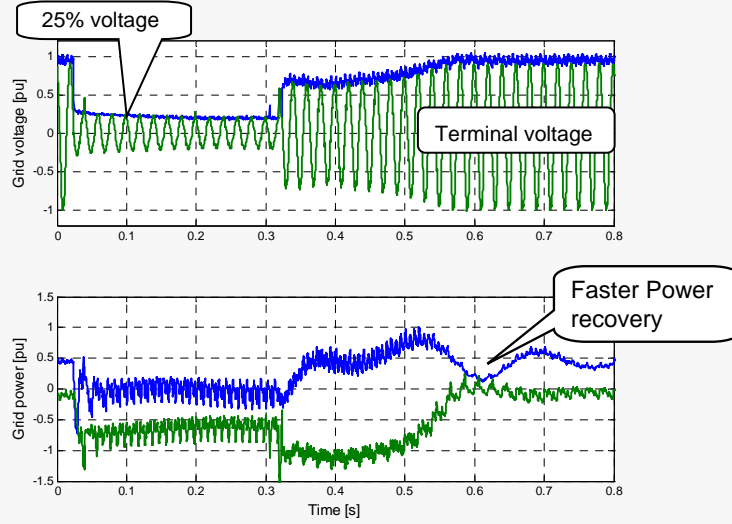 25% voltage
1
0.5
0
-0.5
-1
Grid voltage [pu]
Terminal voltage
0 0.1 0.2 0.3 0.4 0.5 0.6 0.7 0.8
Faster Power
recovery
1.5
1
0.5
0
-0.5
-1
-1.5
Grid power [pu]
0 0.1 0.2 0.3 0.4 0.5 0.6 0.7 0.8
Time [s]